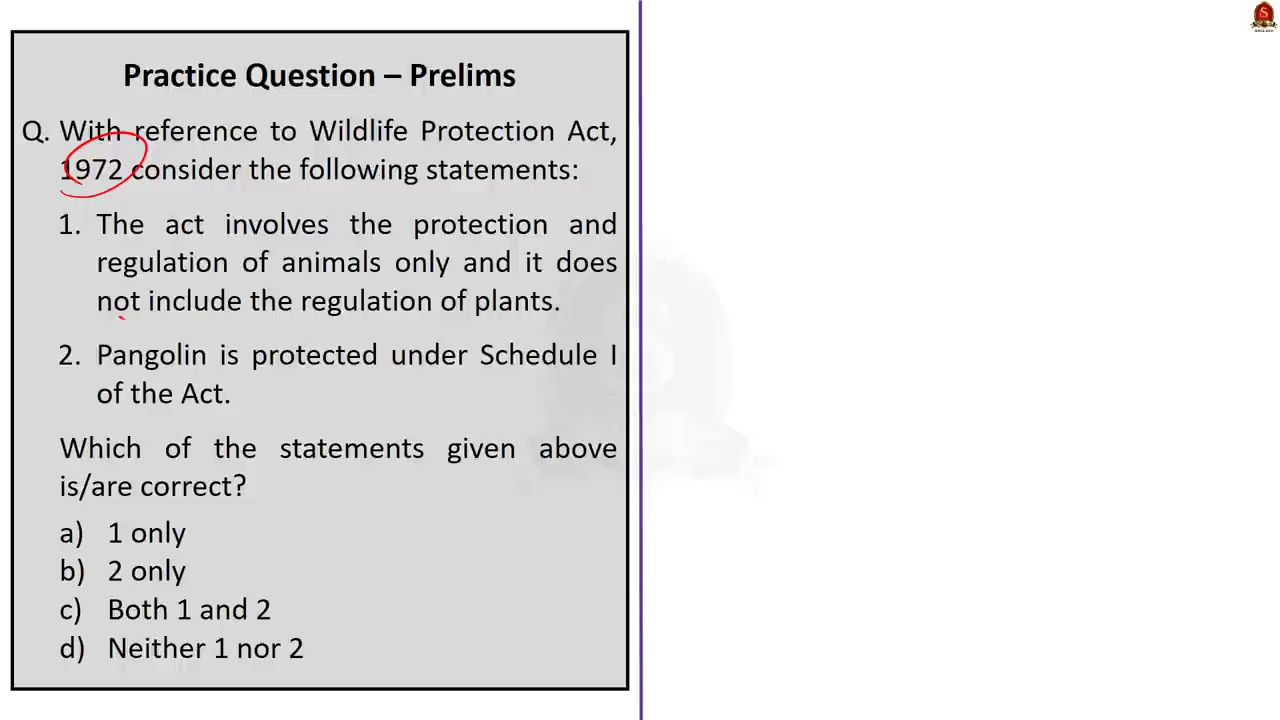 Practice Question – Prelims
Q. With reference to Wildlife Protection Act,
1972 consider the following statements:
1. The act involves the protection and
regulation of animals only and it does
not include the regulation of plants.
2. Pangolin is protected under Schedule I
of the Act.
Which of the statements given above
is/are correct?
a) 1 only
b) 2 only
c) Both 1 and 2
d) Neither 1 nor 2